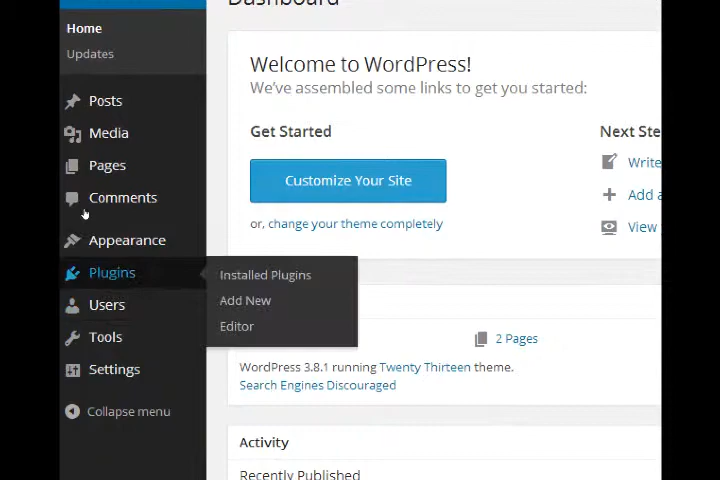 Dashboard
Home
Updates
Posts
Media
Pages
Comments
Appearance
Plugins
Users
Tools
Settings
Collapse menu
Installed Plugins
Add New
Editor
Welcome to WordPress!
We've assembled some links to get you started:
Get Started
Customize Your Site
or, change your theme completely
Next Ste
Write
Add a
View
2 Pages
WordPress 3.8.1 running Twenty Thirteen theme.
Search Engines Discouraged
Activity
Recently Published